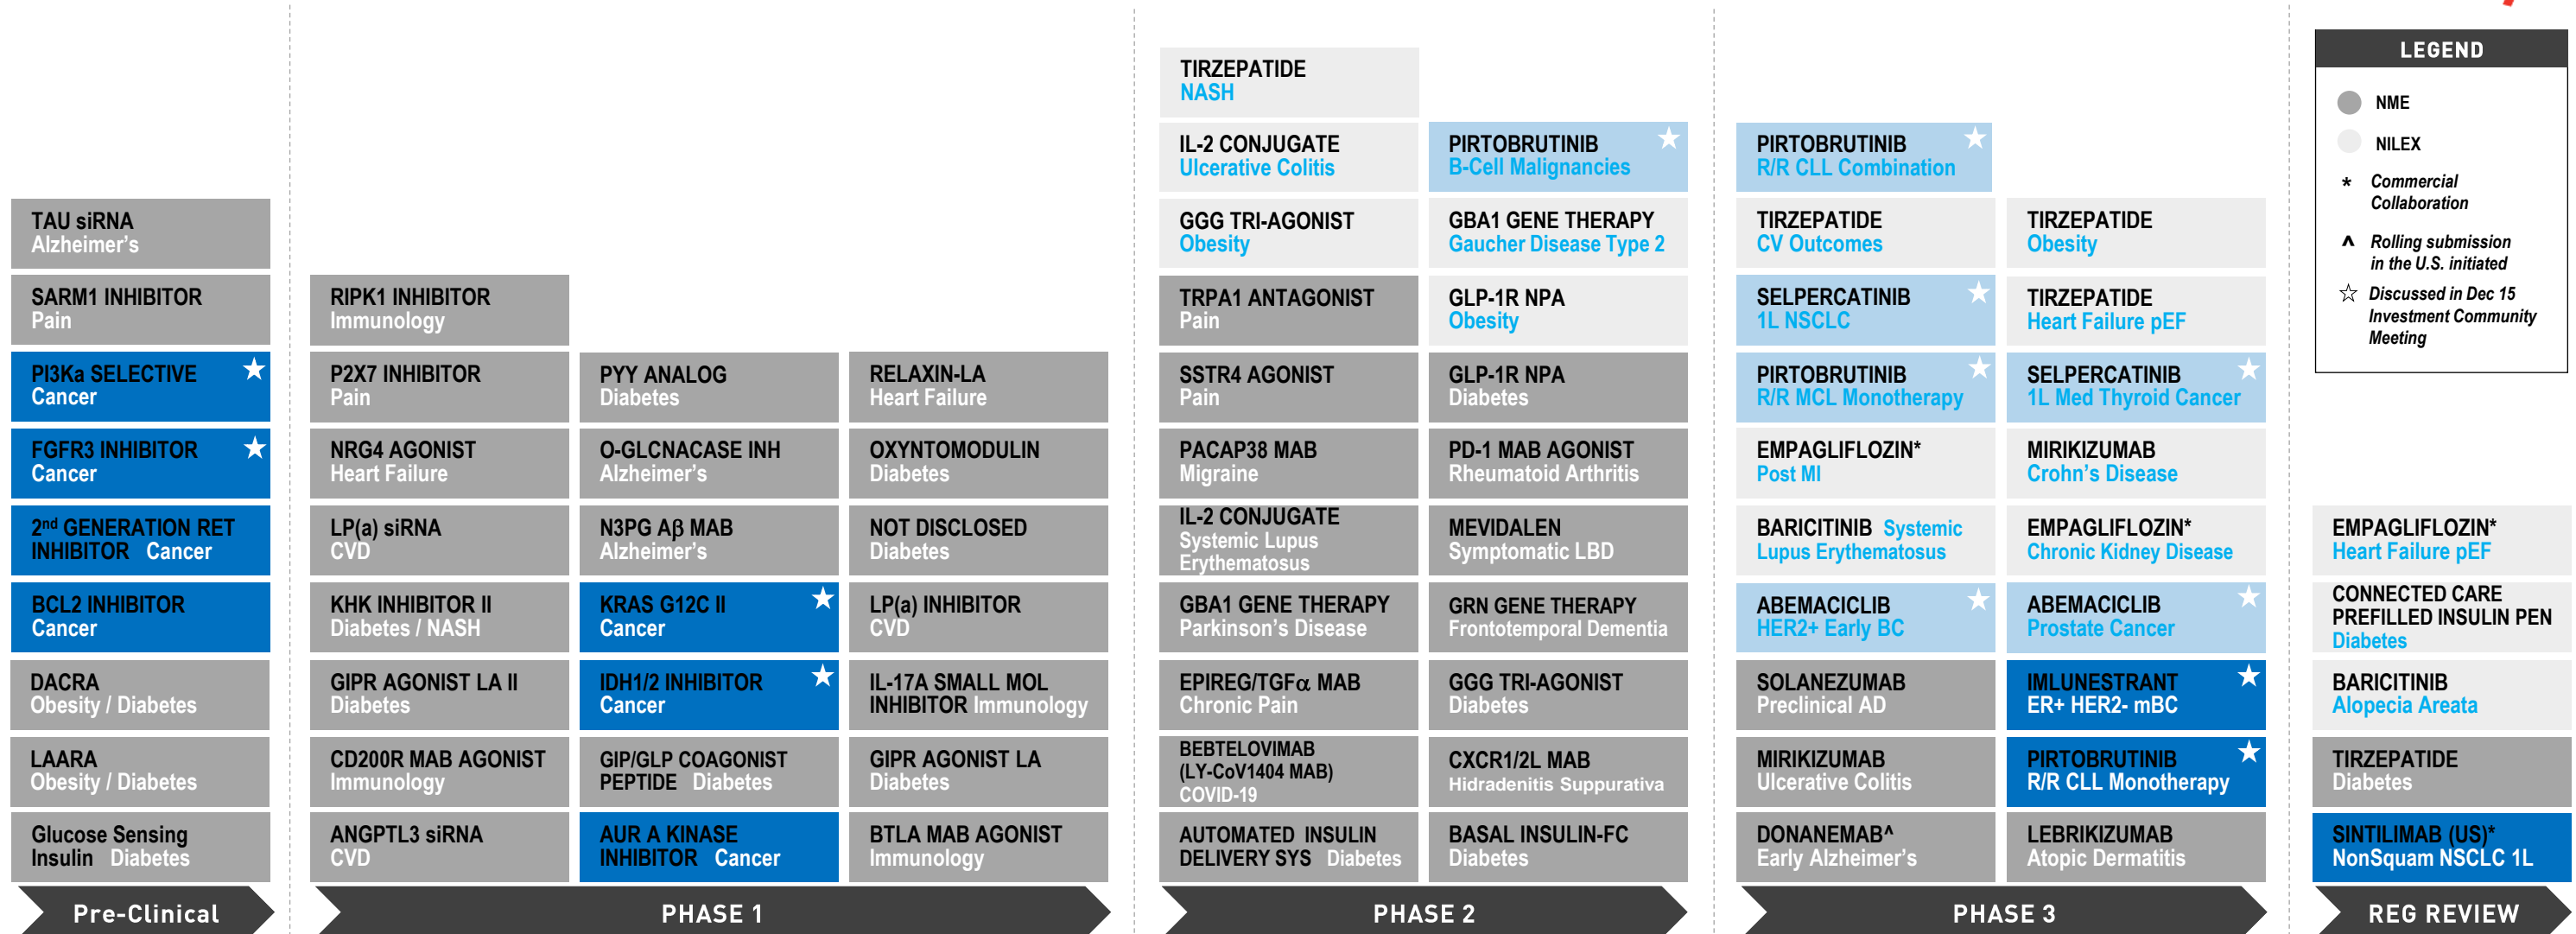 TAU siRNA
Alzheimer's
SARM1 INHIBITOR
Pain
PI3Ka SELECTIVE
Cancer
FGFR3 INHIBITOR
Cancer
2nd GENERATION RET
INHIBITOR Cancer
BCL2 INHIBITOR
Cancer
DACRA
Obesity / Diabetes
LAARA
Obesity / Diabetes
Glucose Sensing
Insulin Diabetes
Pre-Clinical
RIPK1 INHIBITOR
Immunology
P2X7 INHIBITOR
Pain
NRG4 AGONIST
Heart Failure
LP(a) siRNA
CVD
KHK INHIBITOR II
Diabetes / NASH
GIPR AGONIST LA II
Diabetes
CD200R MAB AGONIST
Immunology
ANGPTL3 siRNA
CVD
PYY ANALOG
Diabetes
O-GLCNACASE INH
Alzheimer's
N3PG Aβ MAB
Alzheimer's
KRAS G12C II
Cancer
IDH1/2 INHIBITOR
Cancer
GIP/GLP COAGONIST
PEPTIDE Diabetes
AUR A KINASE
INHIBITOR Cancer
RELAXIN-LA
Heart Failure
OXYNTOMODULIN
Diabetes
NOT DISCLOSED
Diabetes
LP(a) INHIBITOR
CVD
IL-17A SMALL MOL
INHIBITOR Immunology
GIPR AGONIST LA
Diabetes
BTLA MAB AGONIST
Immunology
PHASE 1
TIRZEPATIDE
NASH
IL-2 CONJUGATE
Ulcerative Colitis
GGG TRI-AGONIST
Obesity
TRPA1 ANTAGONIST
Pain
SSTR4 AGONIST
Pain
PACAP38 MAB
Migraine
IL-2 CONJUGATE
Systemic Lupus
Erythematosus
GBA1 GENE THERAPY
Parkinson's Disease
EPIREG/TGFα MAB
Chronic Pain
BEBTELOVIMAB
(LY-CoV1404 MAB)
COVID-19
AUTOMATED INSULIN
DELIVERY SYS Diabetes
PIRTOBRUTINIB
B-Cell Malignancies
GBA1 GENE THERAPY
Gaucher Disease Type 2
GLP-1R NPA
Obesity
GLP-1R NPA
Diabetes
PD-1 MAB AGONIST
Rheumatoid Arthritis
MEVIDALEN
Symptomatic LBD
GRN GENE THERAPY
Frontotemporal Dementia
GGG TRI-AGONIST
Diabetes
CXCR1/2L MAB
Hidradenitis Suppurativa
BASAL INSULIN-FC
Diabetes
PHASE 2
PIRTOBRUTINIB
R/R CLL Combination
TIRZEPATIDE
CV Outcomes
SELPERCATINIB
1L NSCLC
PIRTOBRUTINIB
R/R MCL Monotherapy
EMPAGLIFLOZIN*
Post MI
BARICITINIB Systemic
Lupus Erythematosus
ABEMACICLIB
HER2+ Early BC
SOLANEZUMAB
Preclinical AD
MIRIKIZUMAB
Ulcerative Colitis
DONANEMAB^
Early Alzheimer's
TIRZEPATIDE
Obesity
TIRZEPATIDE
Heart Failure pEF
SELPERCATINIB
1L Med Thyroid Cancer
MIRIKIZUMAB
Crohn's Disease
EMPAGLIFLOZIN*
Chronic Kidney Disease
ABEMACICLIB
Prostate Cancer
IMLUNESTRANT
ER+ HER2- mBC
PIRTOBRUTINIB
R/R CLL Monotherapy
LEBRIKIZUMAB
Atopic Dermatitis
PHASE 3
LEGEND
NME
NILEX
* Commercial
Collaboration
^ Rolling submission
in the U.S. initiated
☆ Discussed in Dec 15
Investment Community
Meeting
EMPAGLIFLOZIN*
Heart Failure pEF
CONNECTED CARE
PREFILLED INSULIN PEN
Diabetes
BARICITINIB
Alopecia Areata
TIRZEPATIDE
Diabetes
SINTILIMAB (US)*
NonSquam NSCLC 1L
REG REVIEW